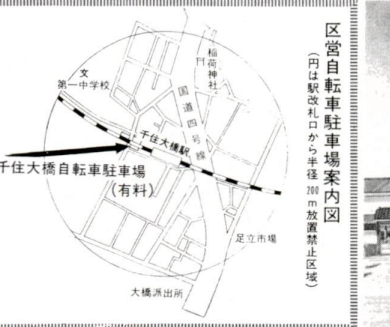 区営自転車駐車場案内図
(円は駅改札口から半径200m放置禁止区域)
稲荷神社
文
第一中学校
国道四号線
千住大橋駅
千住大橋自転車駐車場
(有料)
足立市場
大橋派出所